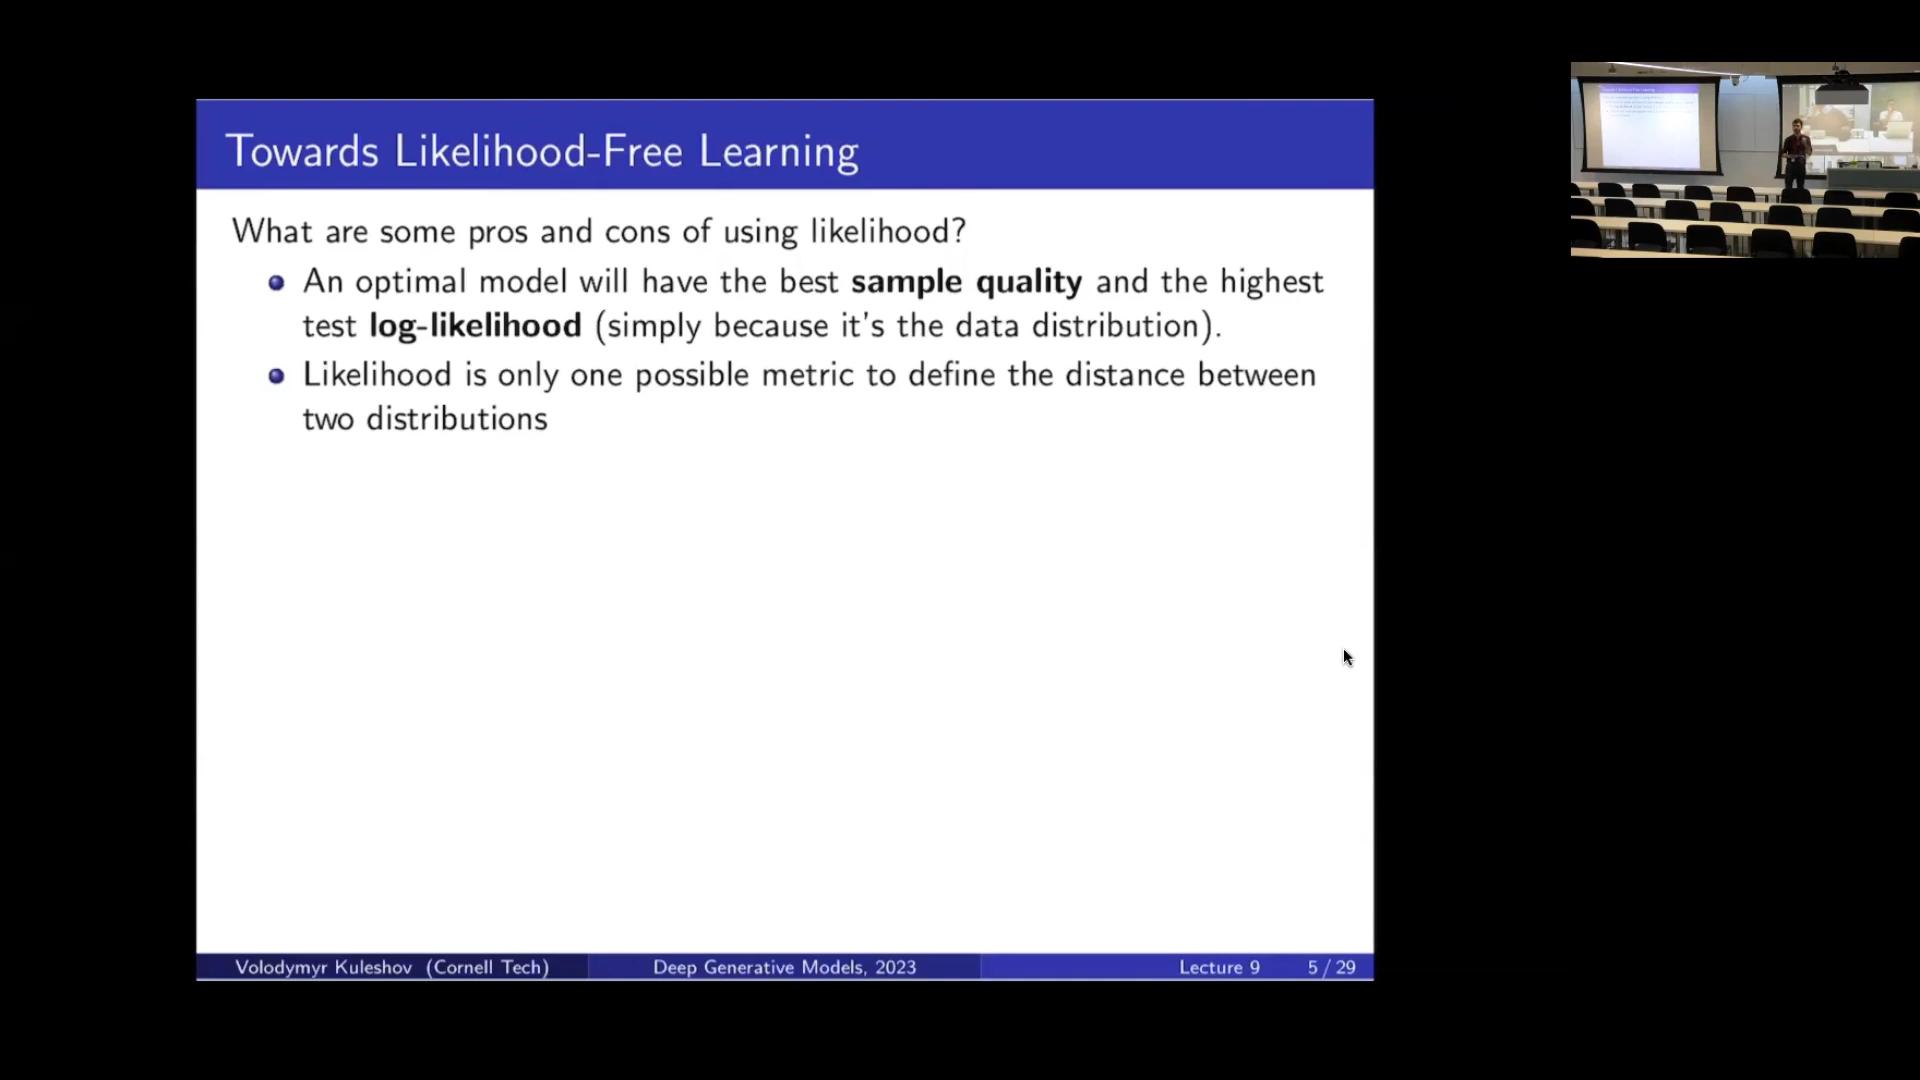 Towards Likelihood-Free Learning
What are some pros and cons of using likelihood?
An optimal model will have the best sample quality and the highest
test log-likelihood (simply because it's the data distribution).
Likelihood is only one possible metric to define the distance between
two distributions
Volodymyr Kuleshov (Cornell Tech)
Deep Generative Models, 2023
Lecture 9
5 / 29